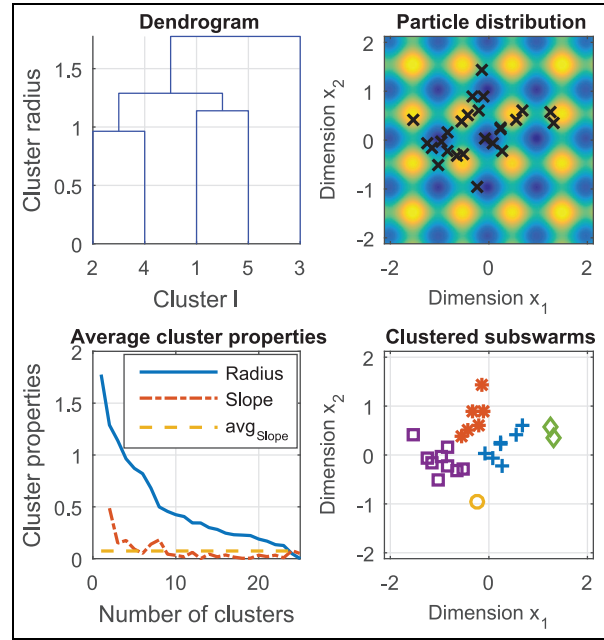 Dendrogram
Cluster radius
1.5
1
0.5
0
2 4 1 5 3
Cluster I
Particle distribution
Dimension x2
2
1
0
-1
-2
-2 0 2
Dimension x1
Average cluster properties
Cluster properties
2
1.5
1
0.5
0
0 10 20
Number of clusters
Radius
Slope
avgSlope
Clustered subswarms
Dimension x2
2
1
0
-1
-2
-2 0 2
Dimension x1